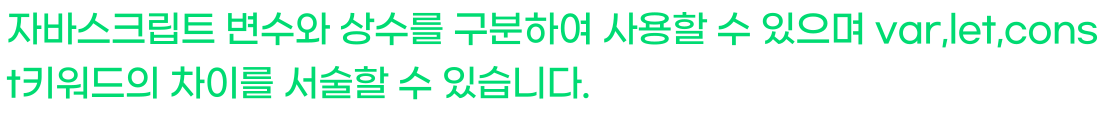 자바스크립트 변수와 상수를 구분하여 사용할 수 있으며 var,let,cons
t키워드의 차이를 서술할 수 있습니다.